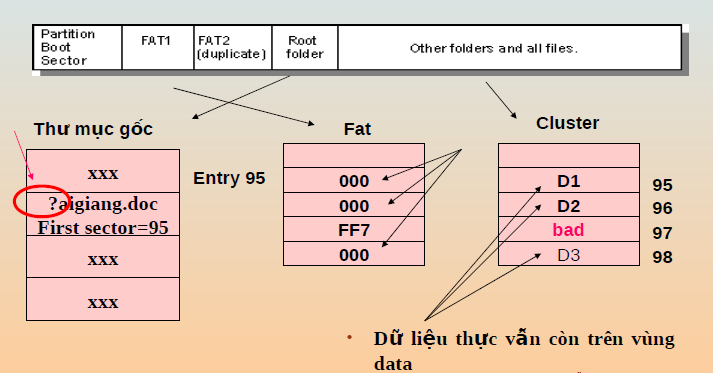 Partition
Boot
Sector
FAT1
FAT2
(duplicate)
Root
folder
Other folders and all files.
Thư mục gốc
xxx
?aigiang.doc
First sector=95
xxx
xxx
Entry 95
Fat
000
000
FF7
000
Cluster
D1
95
D2
96
bad
97
D3
98
• Dữ liệu thực vẫn còn trên vùng
data